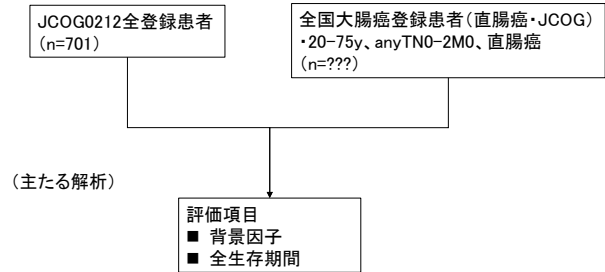 JCOG0212全登録患者
(n=701)
全国大腸癌登録患者(直腸癌・JCOG)
・20-75y、anyTN0-2M0、直腸癌
(n=???)
(主たる解析)
評価項目
■ 背景因子
■ 全生存期間